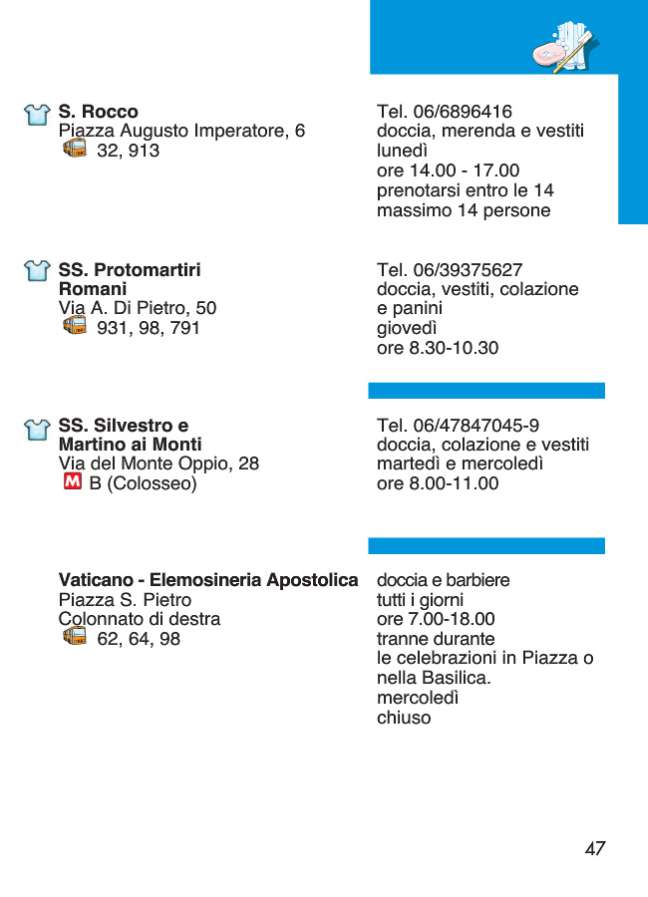 S. Rocco
Piazza Augusto Imperatore, 6
32, 913
Tel. 06/6896416
doccia, merenda e vestiti
lunedì
ore 14.00 - 17.00
prenotarsi entro le 14
massimo 14 persone
SS. Protomartiri
Romani
Via A. Di Pietro, 50
931, 98, 791
Tel. 06/39375627
doccia, vestiti, colazione
e panini
giovedì
ore 8.30-10.30
SS. Silvestro e
Martino ai Monti
Via del Monte Oppio, 28
M B (Colosseo)
Tel. 06/47847045-9
doccia, colazione e vestiti
martedì e mercoledì
ore 8.00-11.00
Vaticano - Elemosineria Apostolica
Piazza S. Pietro
Colonnato di destra
62, 64, 98
doccia e barbiere
tutti i giorni
ore 7.00-18.00
tranne durante
le celebrazioni in Piazza o
nella Basilica.
mercoledì
chiuso
47